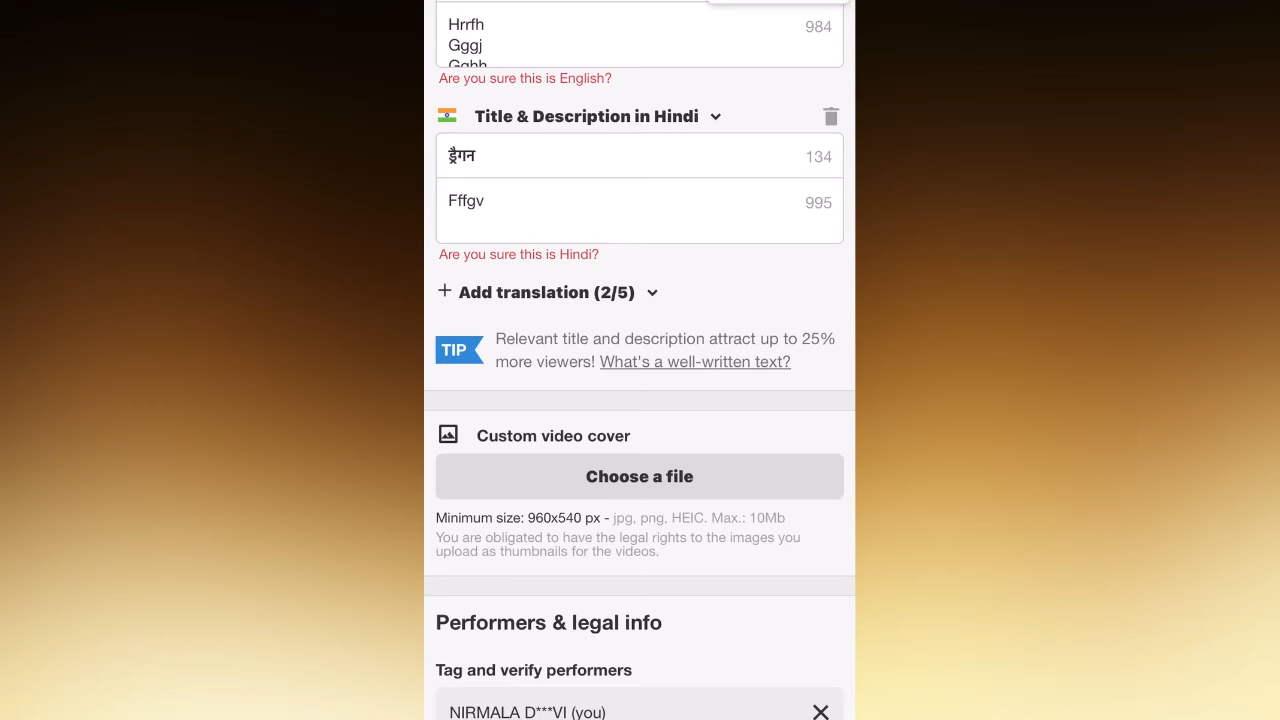 Hrrfh
984
Gggj
Gghh
Are you sure this is English?
Title & Description in Hindi
ड्रैगन
134
Fffgv
995
Are you sure this is Hindi?
+ Add translation (2/5)
TIP
Relevant title and description attract up to 25%
more viewers! What's a well-written text?
Custom video cover
Choose a file
Minimum size: 960x540 px - jpg, png, HEIC. Max.: 10Mb
You are obligated to have the legal rights to the images you
upload as thumbnails for the videos.
Performers & legal info
Tag and verify performers
NIRMALA D***VI (you)